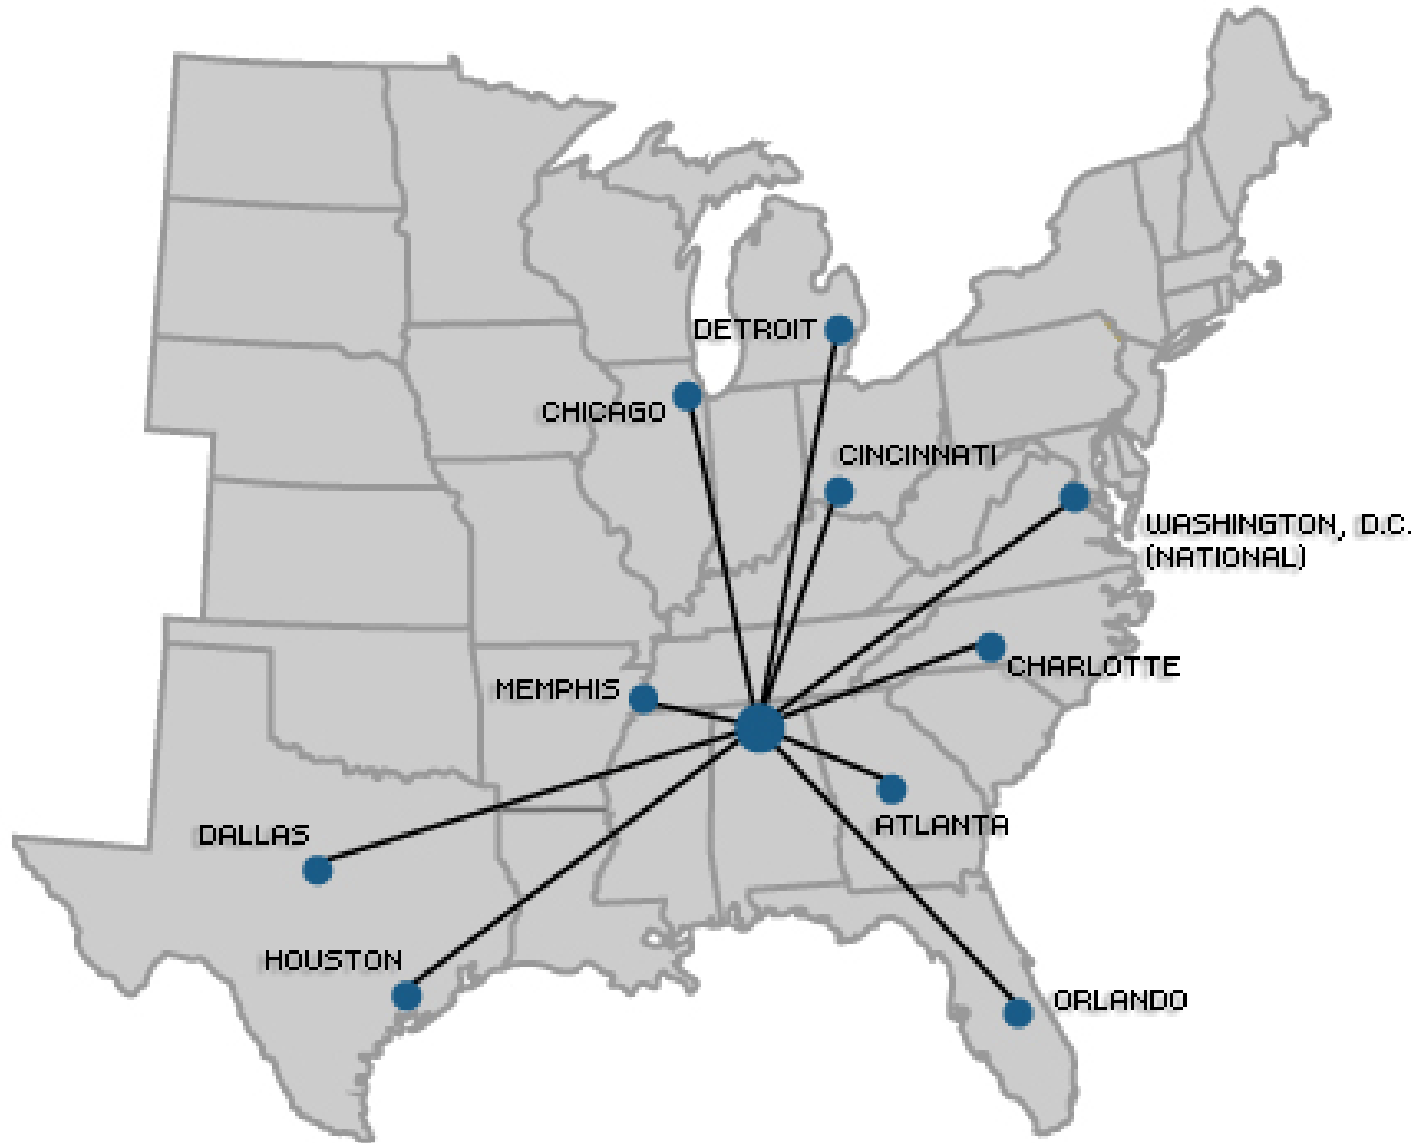 DETROIT
CHICAGO
CINCINNATI
WASHINGTON, D.C.
(NATIONAL)
CHARLOTTE
MEMPHIS
ATLANTA
DALLAS
HOUSTON
ORLANDO